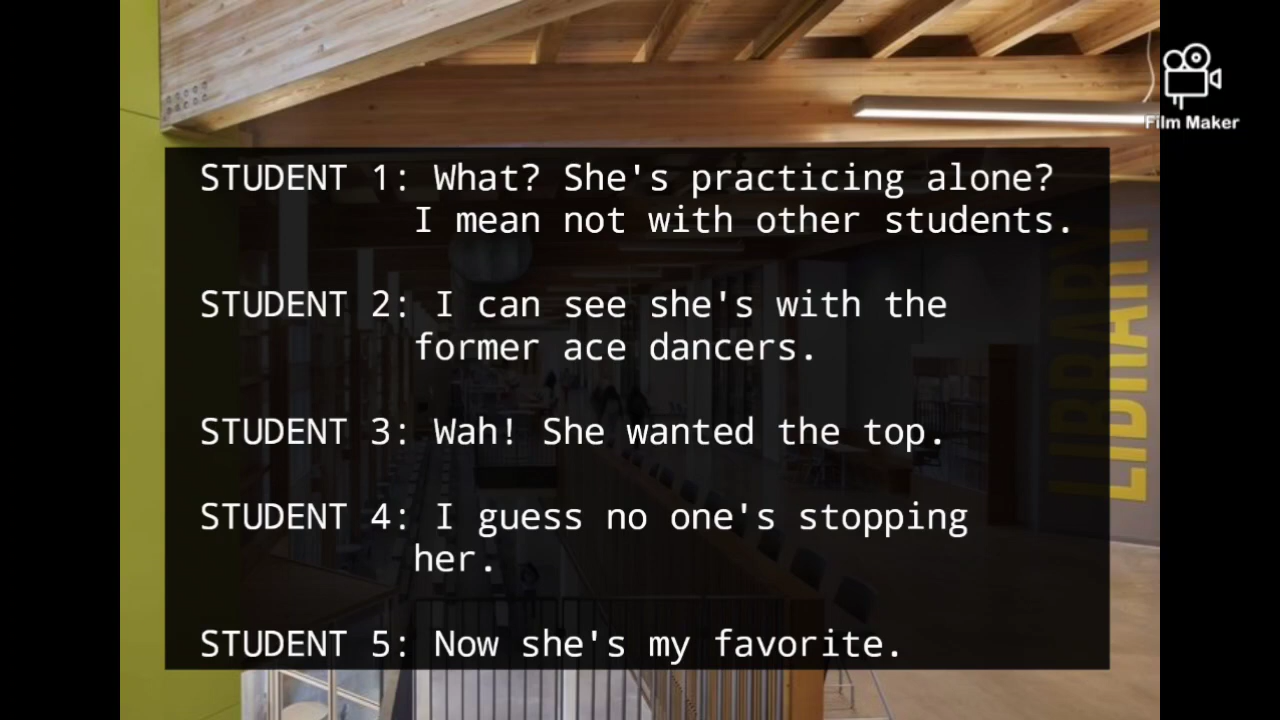 Film Maker
STUDENT 1: What? She's practicing alone?
I mean not with other students.
STUDENT 2: I can see she's with the
former ace dancers.
STUDENT 3: Wah! She wanted the top.
STUDENT 4: I guess no one's stopping
her.
STUDENT 5: Now she's my favorite.
LIBRARY